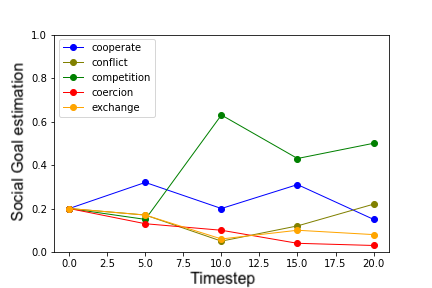 Social Goal estimation
1.0
0.8
0.6
0.4
0.2
0.0
cooperate
conflict
competition
coercion
exchange
0.0 2.5 5.0 7.5 10.0 12.5 15.0 17.5 20.0
Timestep